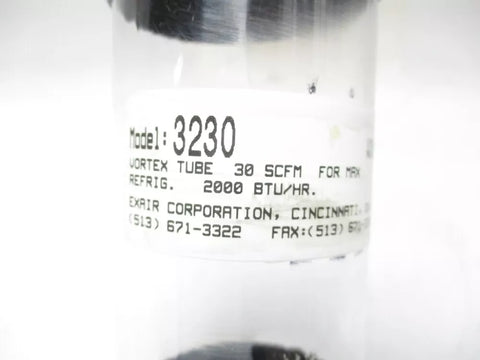 Model: 3230
VORTEX TUBE 30 SCFM FOR MAX
REFRIG. 2000 BTU/HR.
EXAIR CORPORATION, CINCINNATI,
(513) 671-3322 FAX:(513)